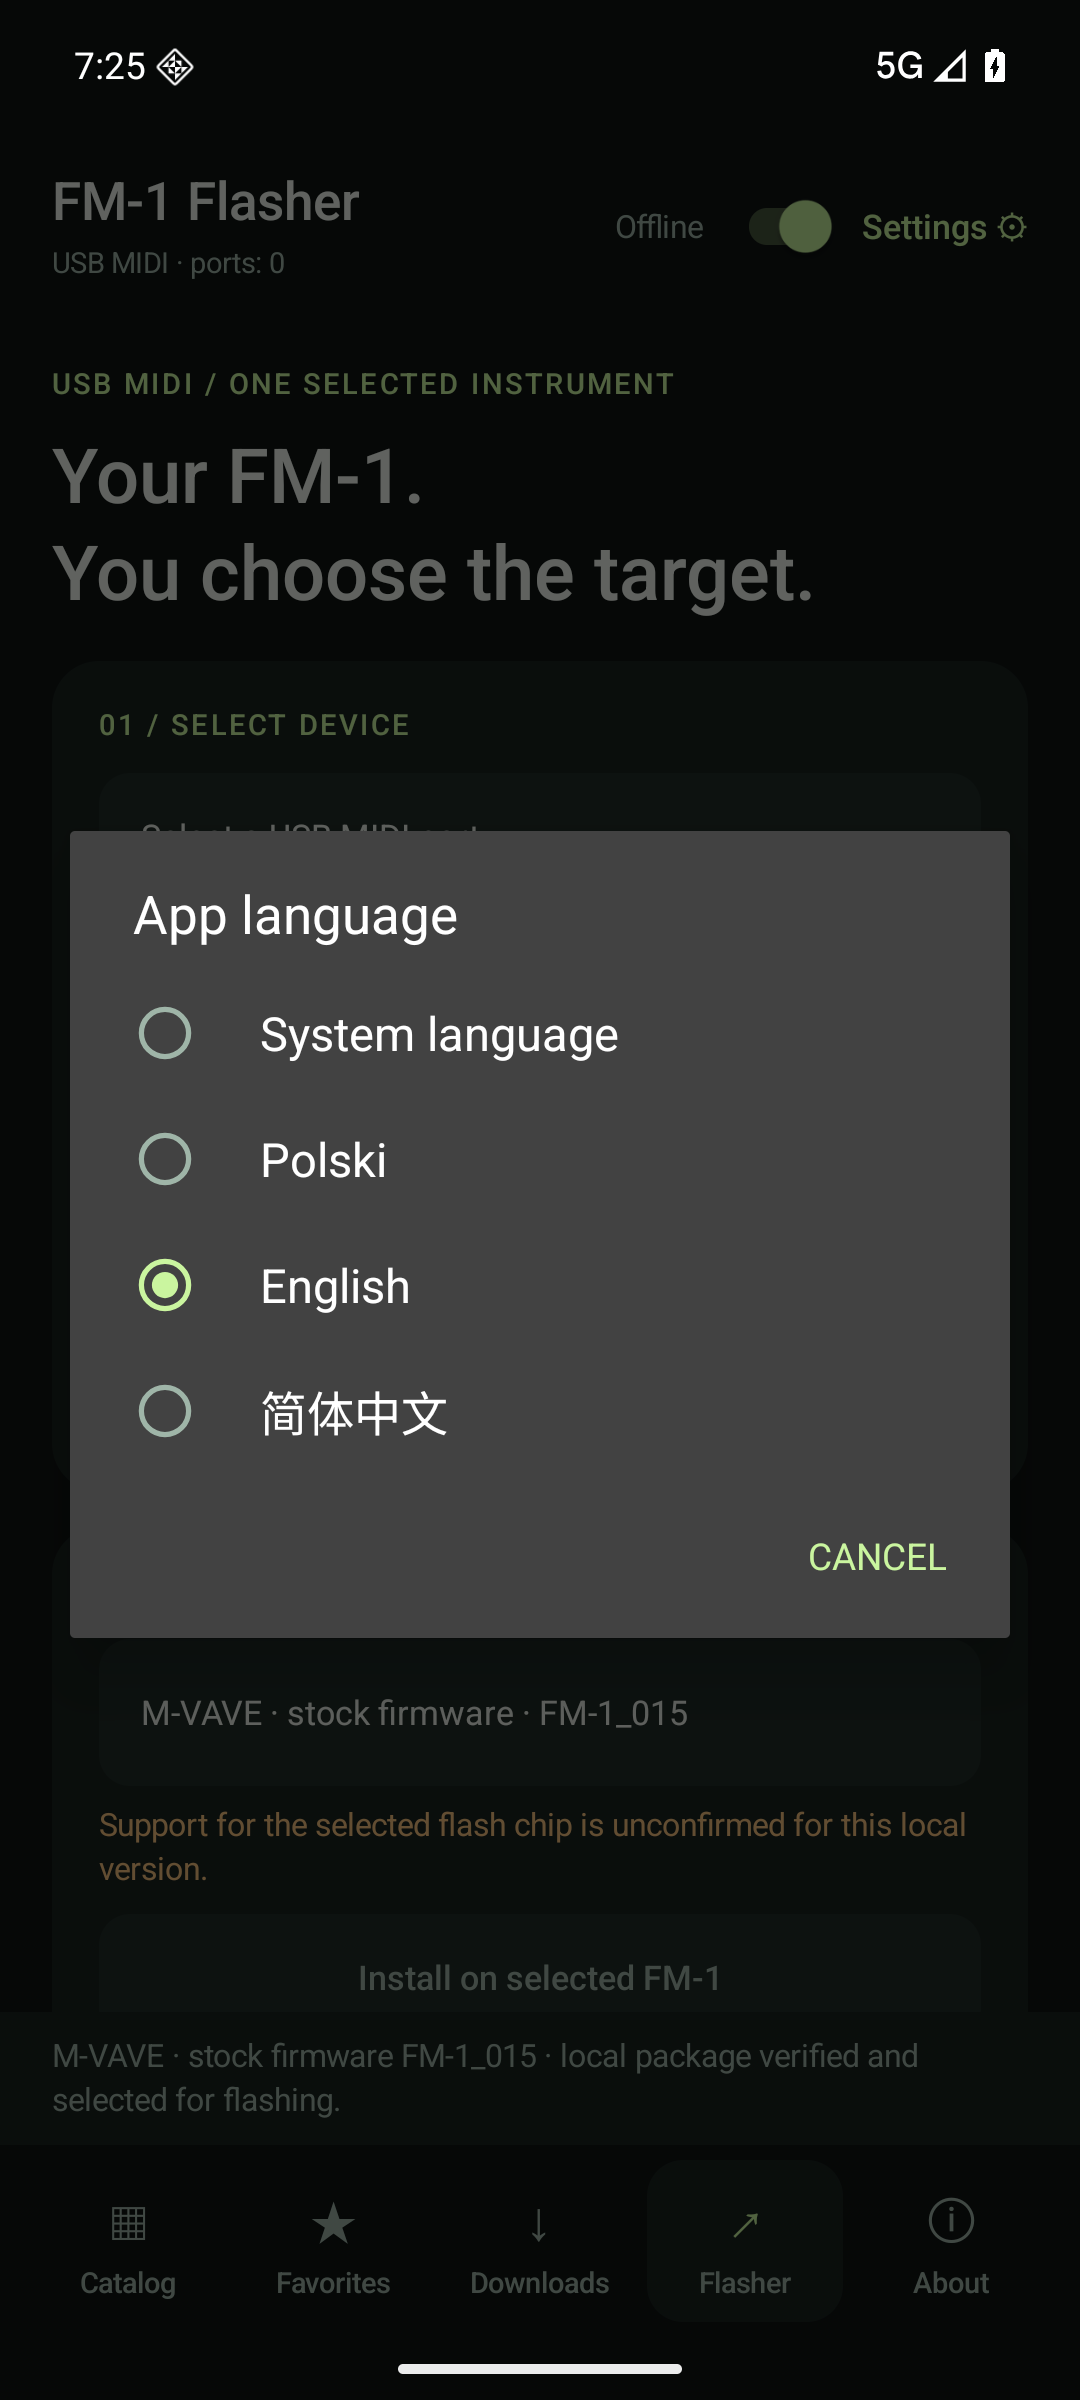 7:25
5G
FM-1 Flasher
USB MIDI · ports: 0
Offline
Settings
USB MIDI / ONE SELECTED INSTRUMENT
Your FM-1.
You choose the target.
01 / SELECT DEVICE
App language
System language
Polski
English
简体中文
CANCEL
M-VAVE · stock firmware · FM-1_015
Support for the selected flash chip is unconfirmed for this local
version.
Install on selected FM-1
M-VAVE · stock firmware FM-1_015 · local package verified and
selected for flashing.
Catalog
Favorites
Downloads
Flasher
About